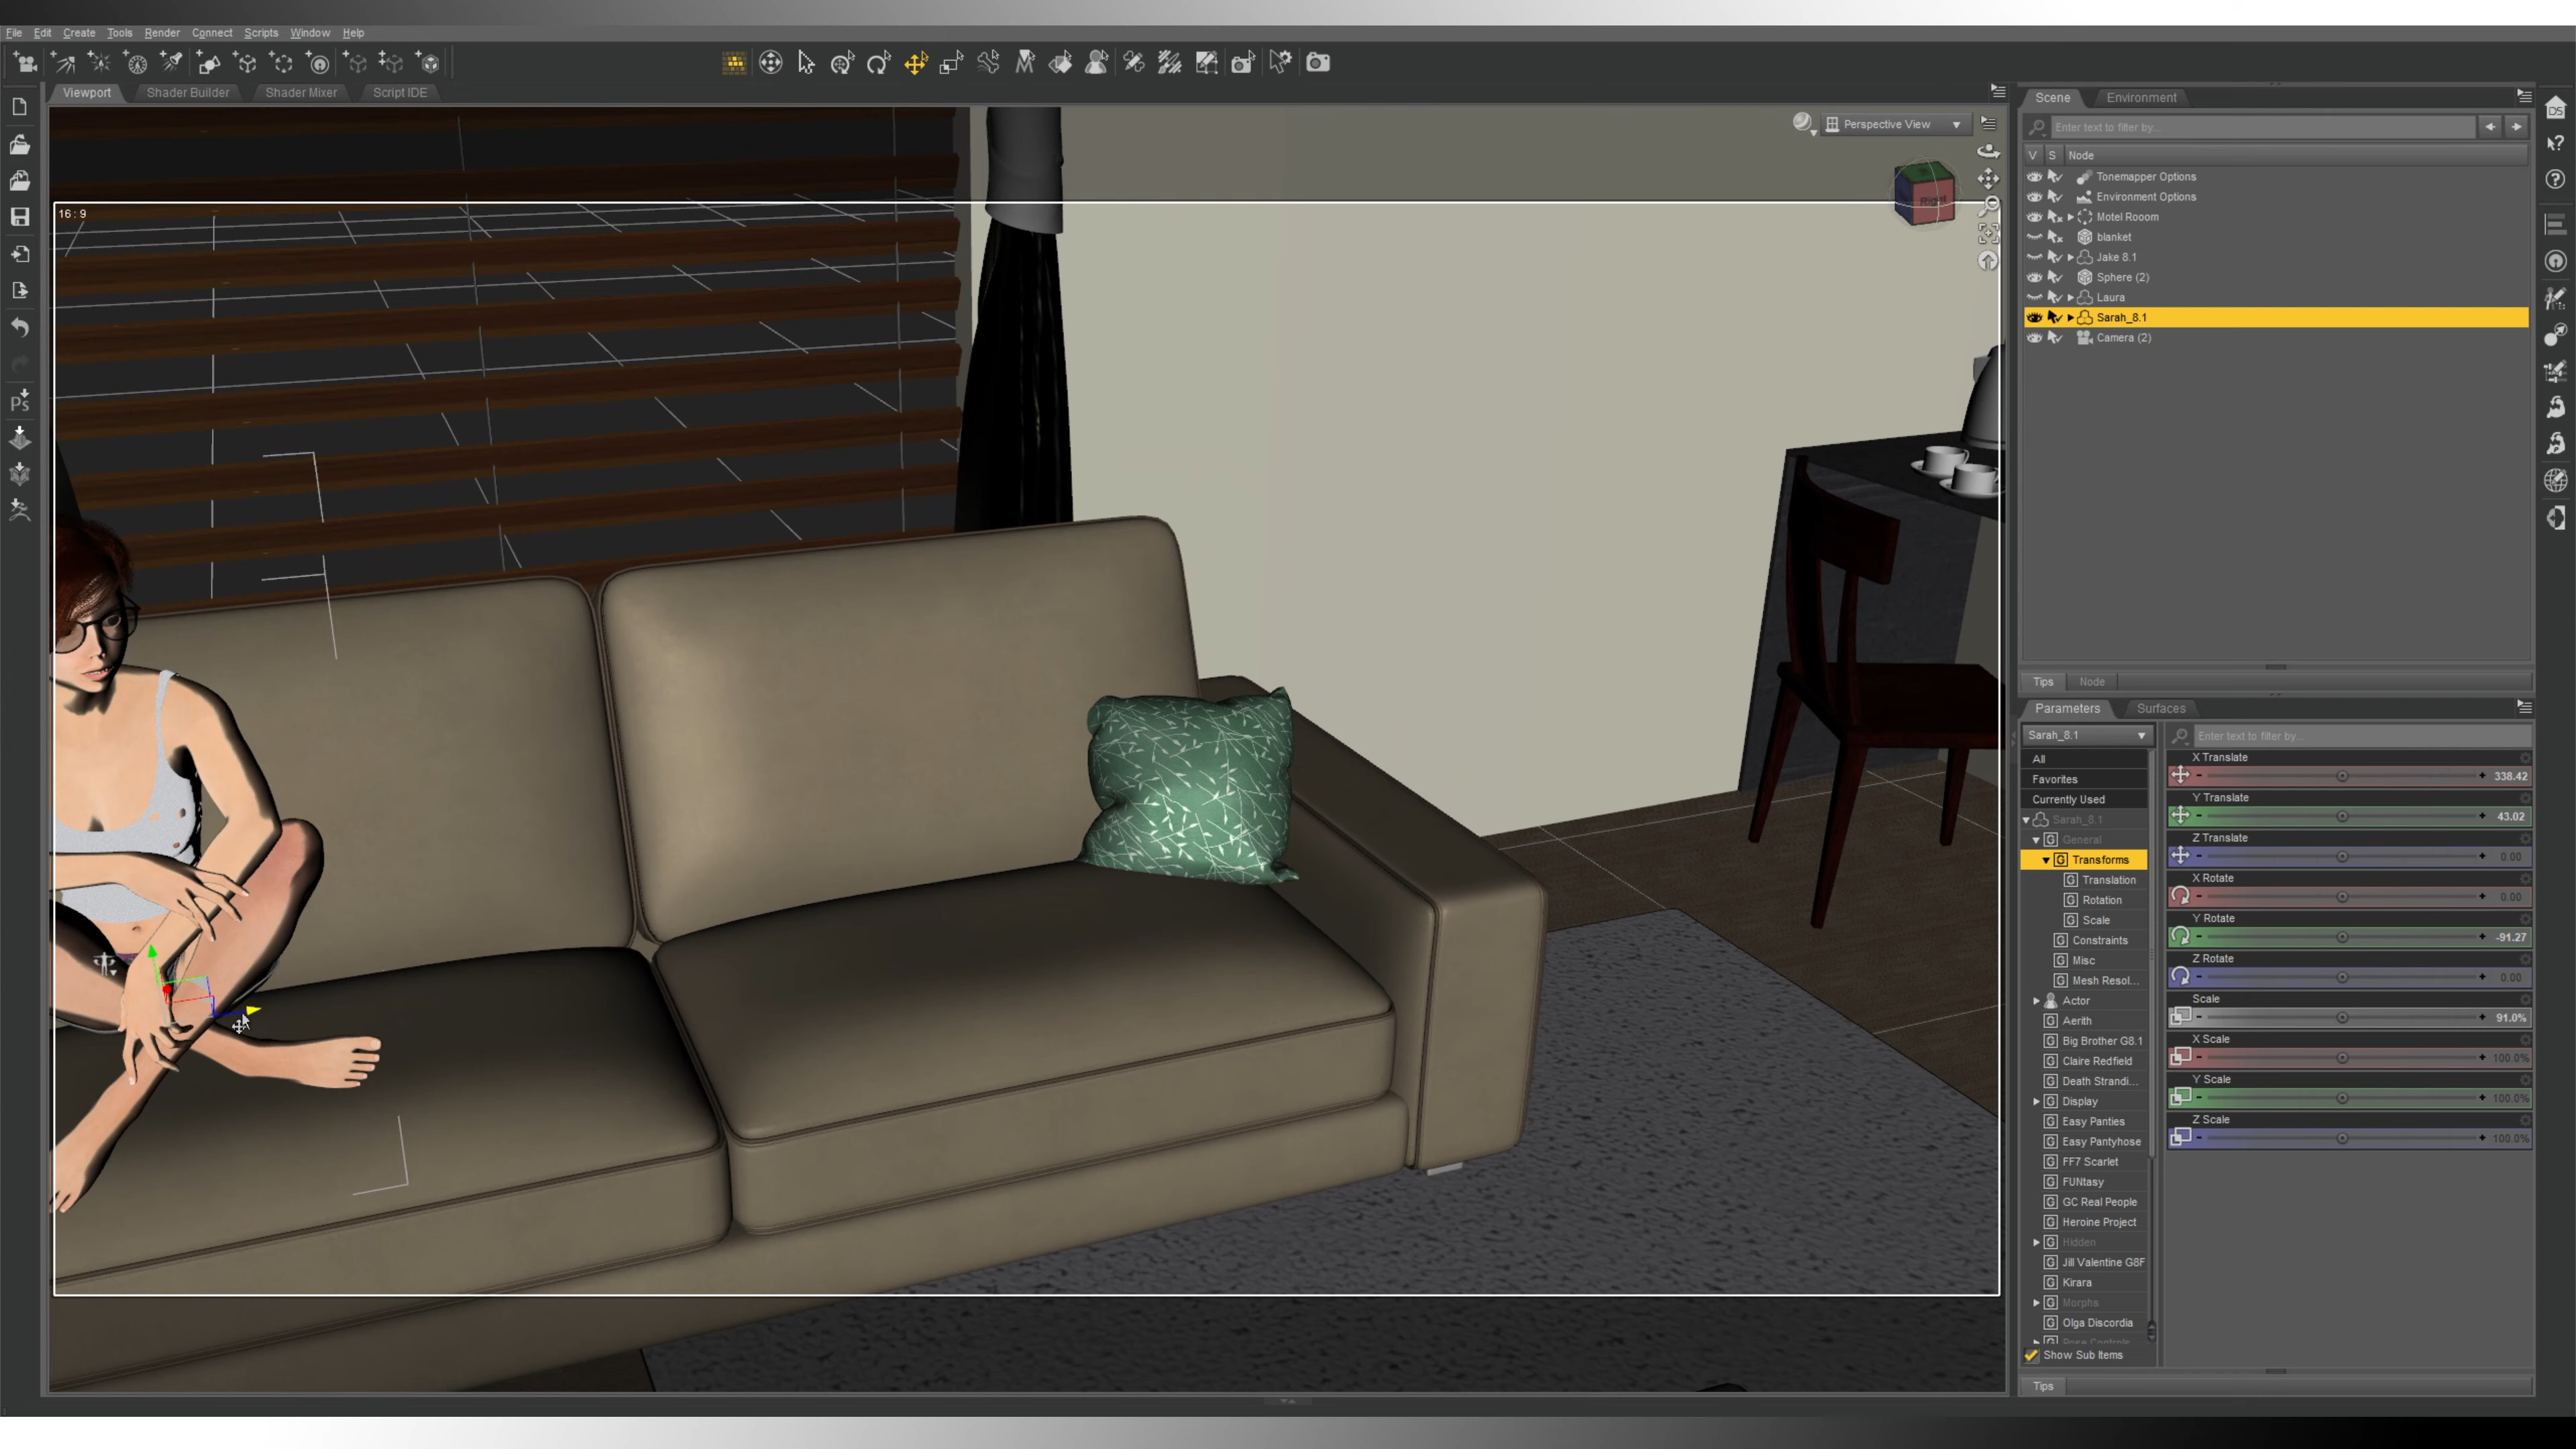 File Edit Create Tools Render Connect Scripts Window Help
Viewport Shader Builder Shader Mixer Script IDE
16 : 9
Perspective View
Right
Scene Environment
Enter text to filter by...
V S Node
Tonemapper Options
Environment Options
Motel Rooom
blanket
Jake 8.1
Sphere (2)
Laura
Sarah_8.1
Camera (2)
Tips Node
Parameters Surfaces
Sarah_8.1
Enter text to filter by...
All
Favorites
Currently Used
Sarah_8.1
General
Transforms
Translation
Rotation
Scale
Constraints
Misc
Mesh Resol...
Actor
Aerith
Big Brother G8.1
Claire Redfield
Death Strandi...
Display
Easy Panties
Easy Pantyhose
FF7 Scarlet
FUNtasy
GC Real People
Heroine Project
Hidden
Jill Valentine G8F
Kirara
Morphs
Olga Discordia
Pose Controls
Show Sub Items
X Translate
338.42
Y Translate
43.02
Z Translate
0.00
X Rotate
0.00
Y Rotate
-91.27
Z Rotate
0.00
Scale
91.0%
X Scale
100.0%
Y Scale
100.0%
Z Scale
100.0%
Tips
DS
Ps